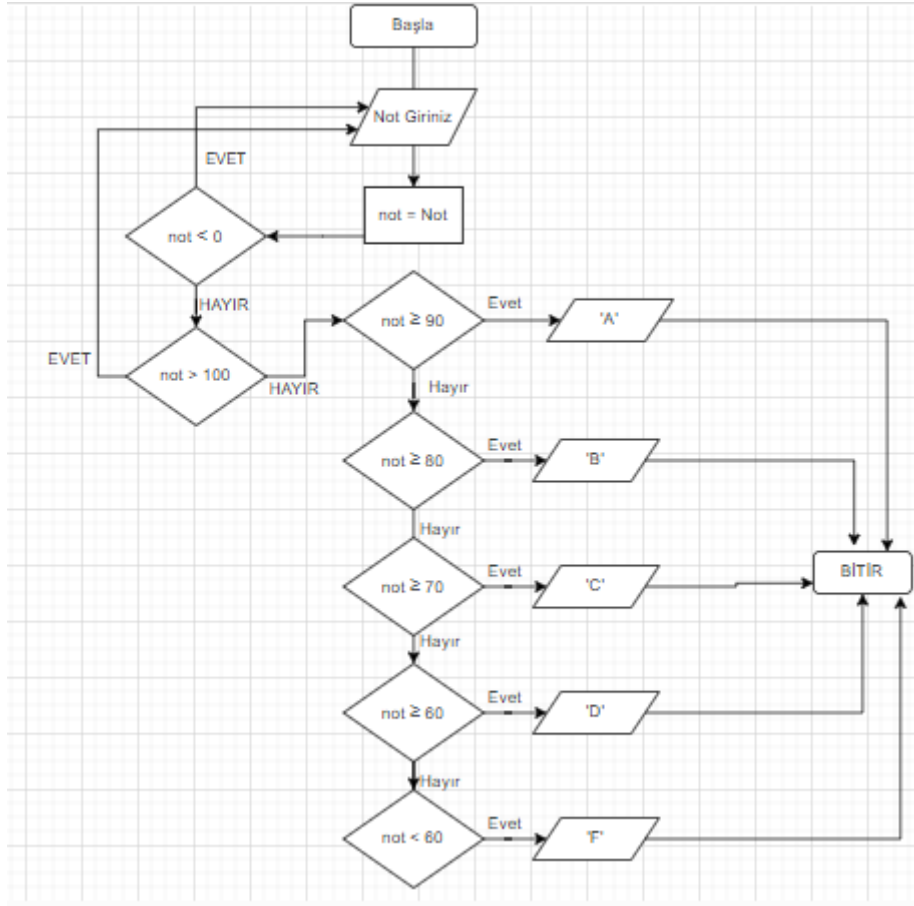 Başla
Not Giriniz
EVET
not = Not
not < 0
HAYIR
not ≥ 90
Evet
'A'
EVET
not > 100
HAYIR
Hayır
not ≥ 80
Evet
'B'
Hayır
not ≥ 70
Evet
'C'
BİTİR
Hayır
not ≥ 60
Evet
'D'
Hayır
not < 60
Evet
'F'